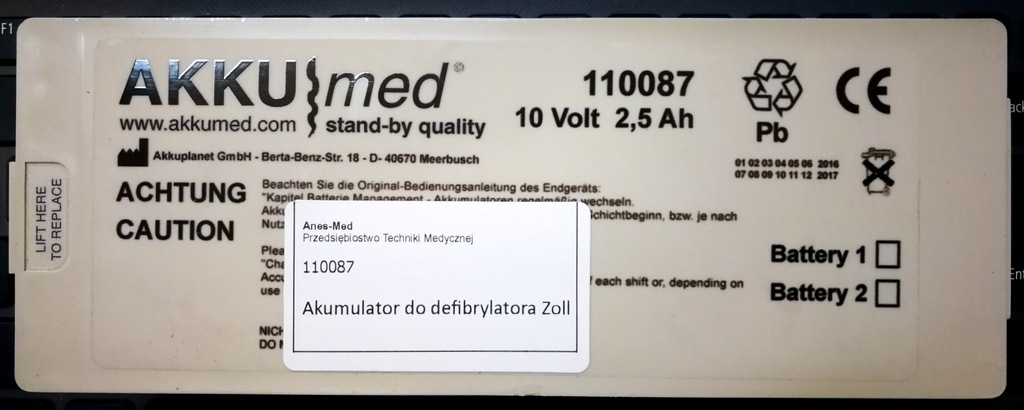 AKKUmed©
www.akkumed.com stand-by quality
110087
10 Volt 2,5 Ah
Pb
CE
Akkuplanet GmbH - Berta-Benz-Str. 18 - D- 40670 Meerbusch
01 02 03 04 05 06 2016
07 08 09 10 11 12 2017
LIFT HERE
TO REPLACE
ACHTUNG
CAUTION
Beachten Sie die Original-Bedienungsanleitung des Endgeräts:
"Kapitel Batterie Management - Akkumulatoren regelmäßig wechseln.
Schichtbeginn, bzw. je nach
each shift or, depending on
use
Battery 1
Battery 2
Anes-Med
Przedsiębiostwo Techniki Medycznej
110087
Akumulator do defibrylatora Zoll
DO
F1